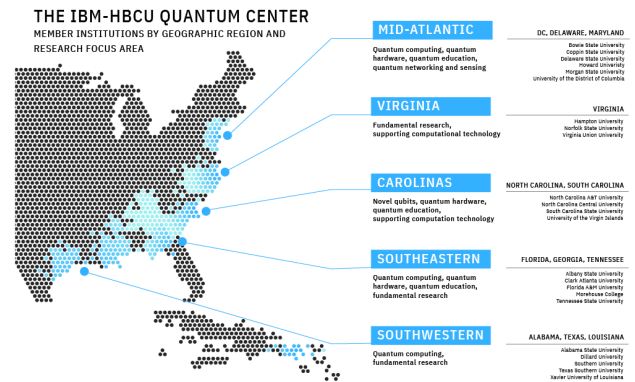 THE IBM-HBCU QUANTUM CENTER
MEMBER INSTITUTIONS BY GEOGRAPHIC REGION AND
RESEARCH FOCUS AREA
MID-ATLANTIC
Quantum computing, quantum
hardware, quantum education,
quantum networking and sensing
DC, DELAWARE, MARYLAND
Bowie State University
Coppin State University
Delaware State University
Howard Univeristy
Morgan State University
University of the District of Columbia
VIRGINIA
Fundamental research,
supporting computational technology
VIRGINIA
Hampton University
Norfolk State University
Virginia Union University
CAROLINAS
Novel qubits, quantum hardware,
quantum education,
supporting computation technology
NORTH CAROLINA, SOUTH CAROLINA
North Carolina A&T University
North Carolina Central University
South Carolina State University
University of the Virgin Islands
SOUTHEASTERN
Quantum computing, quantum
hardware, quantum education,
fundamental research
FLORIDA, GEORGIA, TENNESSEE
Albany State University
Clark Atlanta University
Florida A&M University
Morehouse College
Tennessee State University
SOUTHWESTERN
Quantum computing,
fundamental research
ALABAMA, TEXAS, LOUISIANA
Alabama State University
Dillard University
Southern University
Texas Southern University
Xavier University of Louisiana